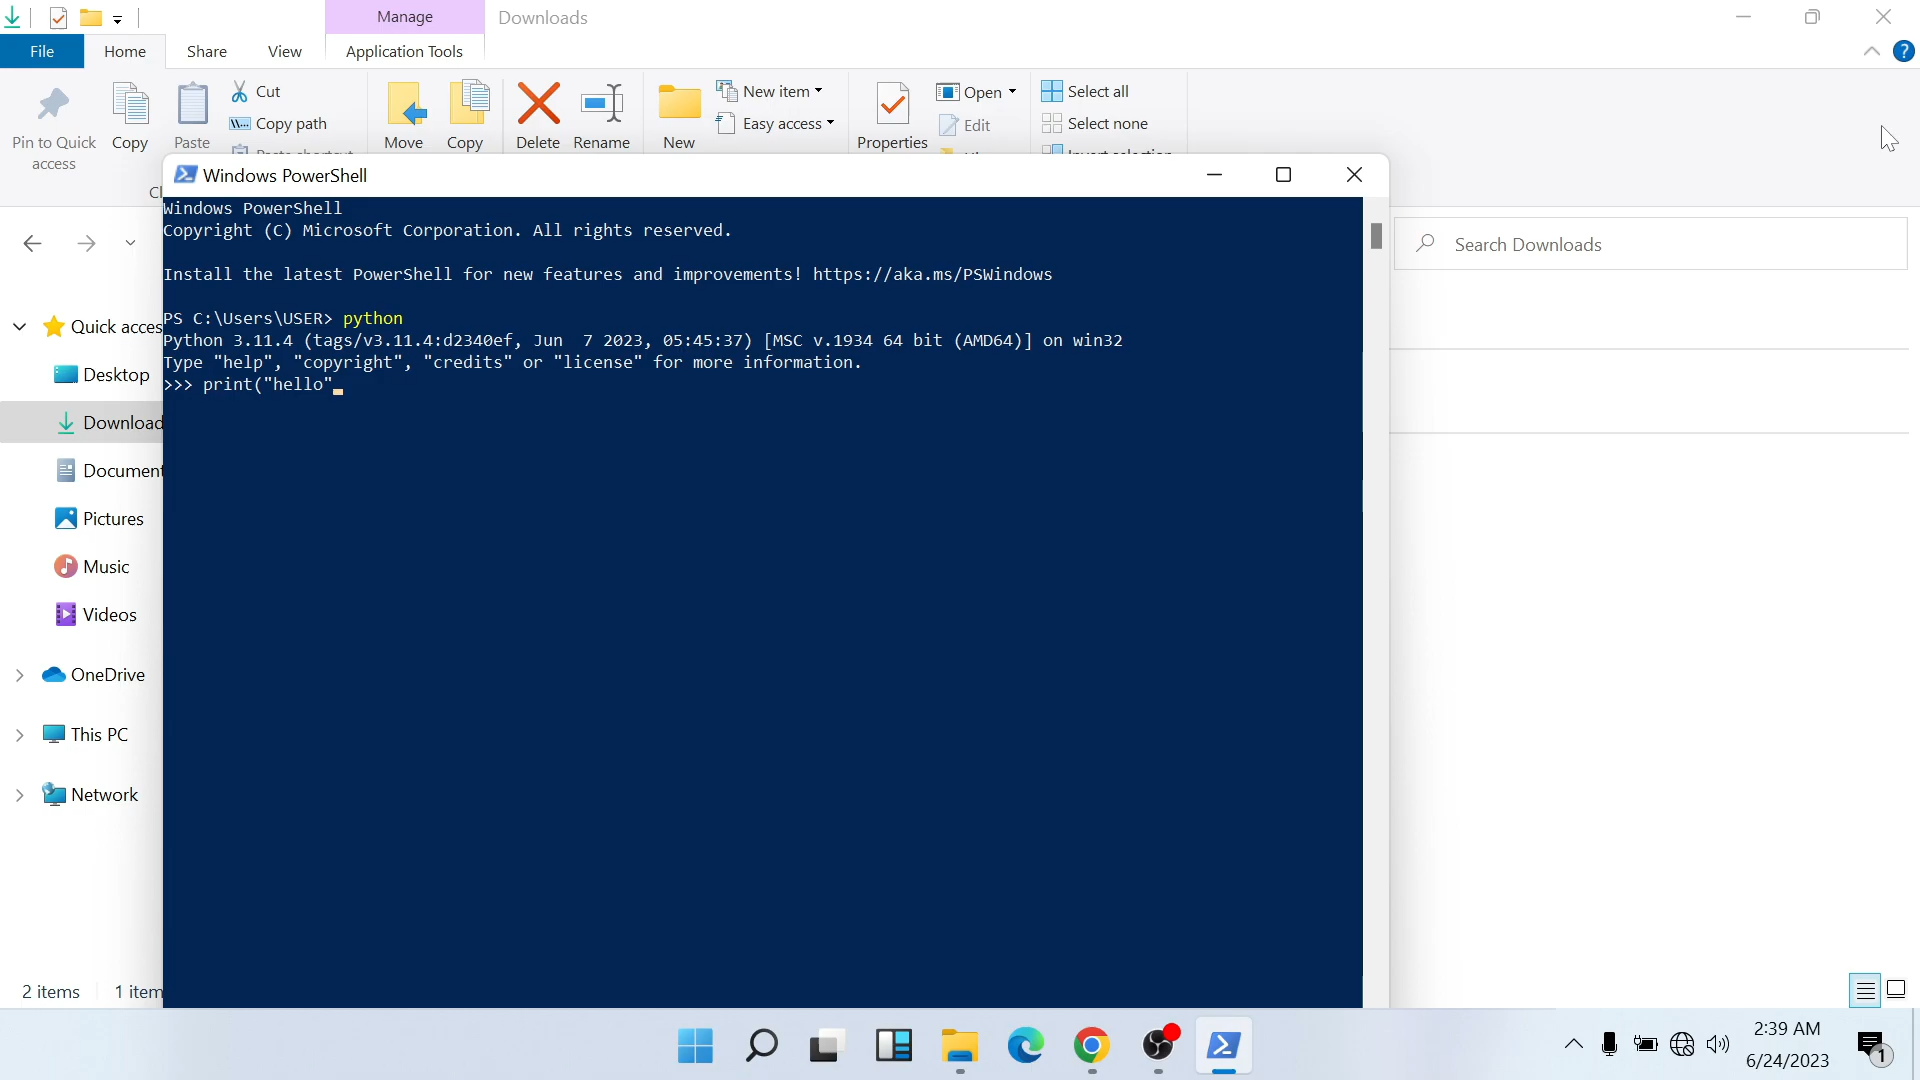 Manage
Downloads
File
Home
Share
View
Application Tools
Pin to Quick access
Copy
Paste
Cut
Copy path
Paste shortcut
Move
Copy
Delete
Rename
New
New item
Easy access
Properties
Open
Edit
Select all
Select none
Invert selection
Cl
Windows PowerShell
Windows PowerShell
Copyright (C) Microsoft Corporation. All rights reserved.
Install the latest PowerShell for new features and improvements! https://aka.ms/PSWindows
PS C:\Users\USER> python
Python 3.11.4 (tags/v3.11.4:d2340ef, Jun  7 2023, 05:45:37) [MSC v.1934 64 bit (AMD64)] on win32
Type "help", "copyright", "credits" or "license" for more information.
>>> print("hello"
Search Downloads
Quick acces
Desktop
Download
Document
Pictures
Music
Videos
OneDrive
This PC
Network
2 items
1 item
2:39 AM
6/24/2023
1